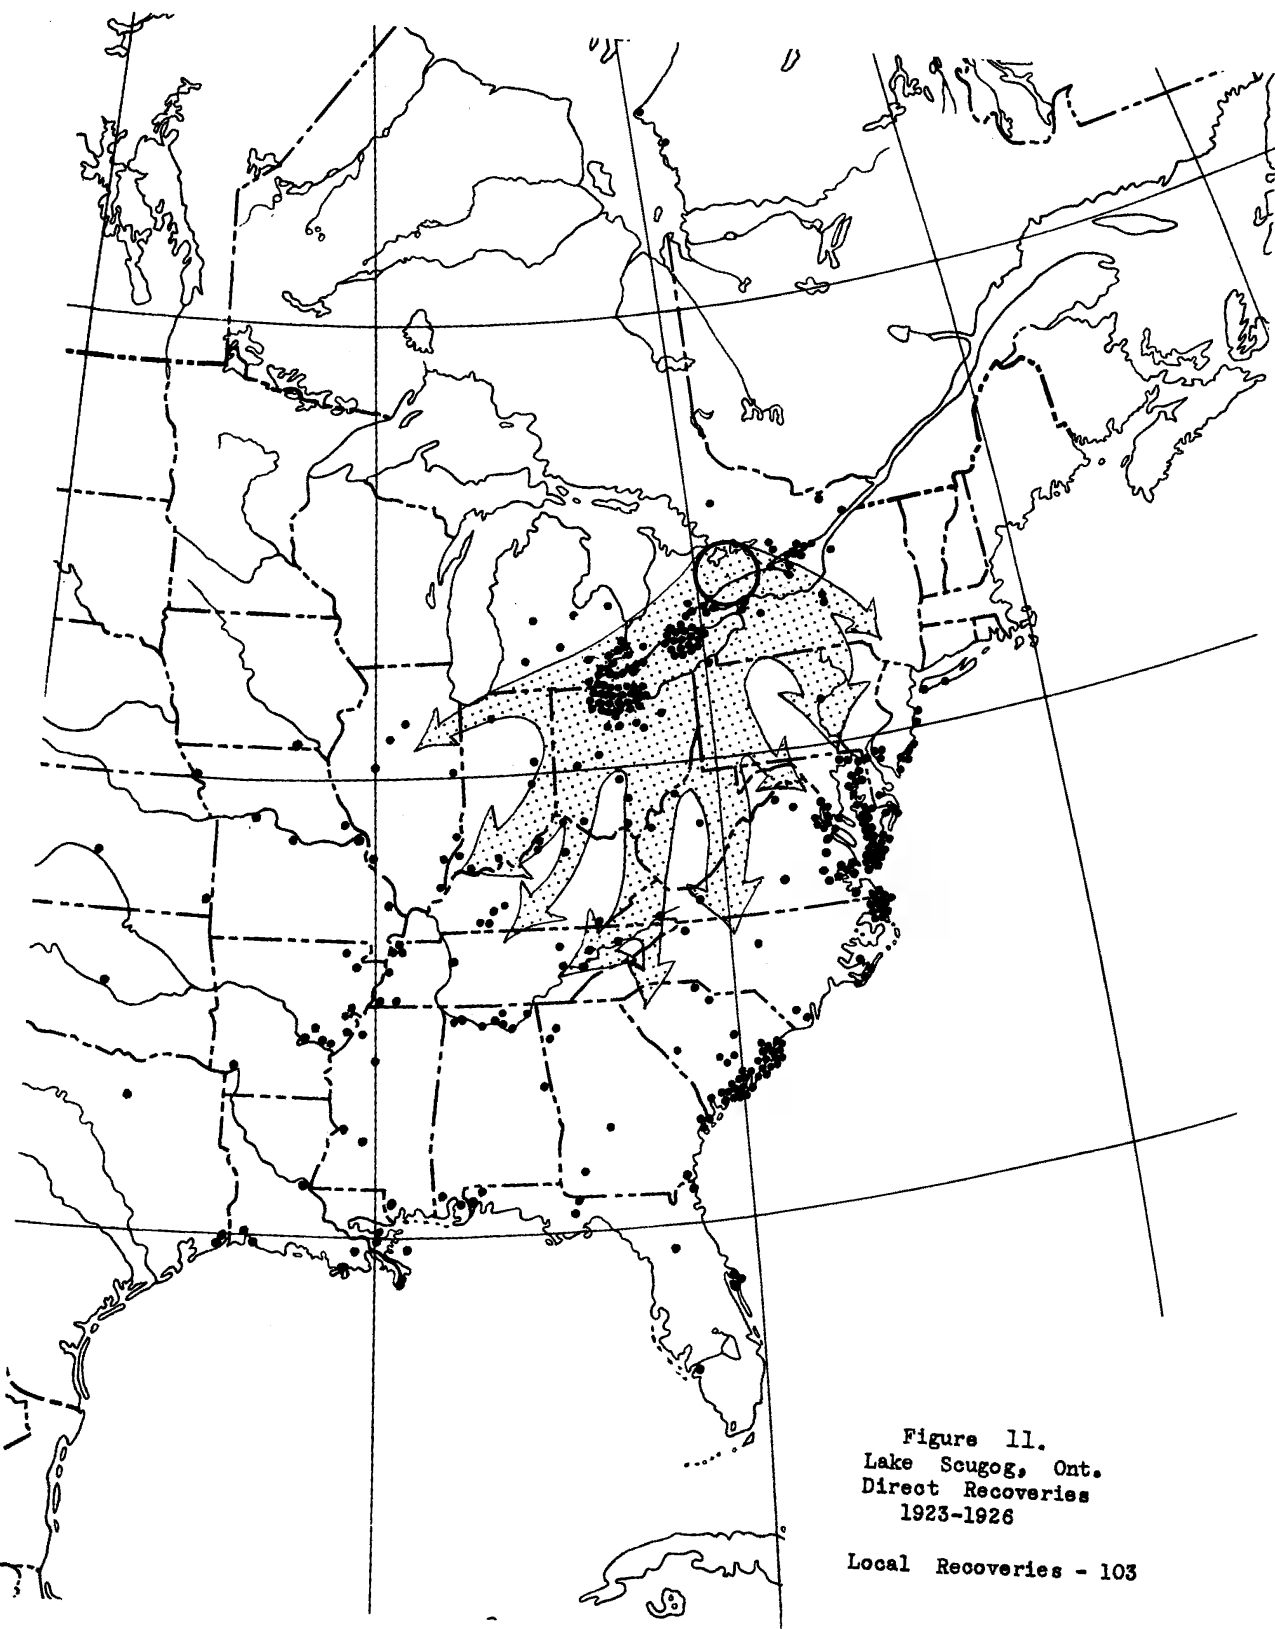 Figure 11.
Lake Scugog, Ont.
Direct Recoveries
1923-1926
Local Recoveries - 103